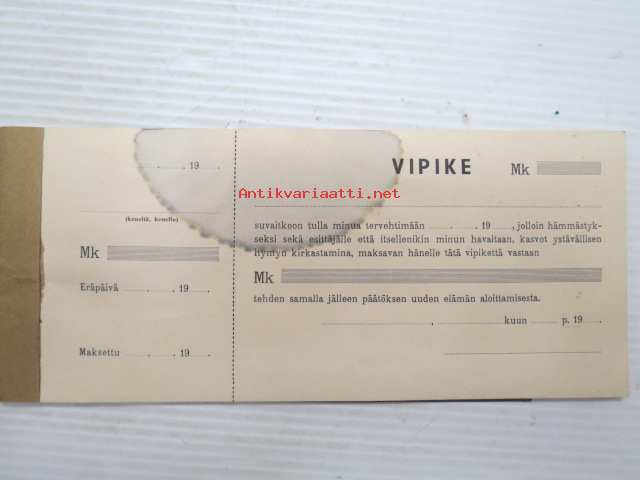 19
(keneltä, kenelle)
Mk
Eräpäivä 19
Maksettu 19
VIPIKE Mk
Antikvariaatti.net
suvaitkoon tulla minua tervehtimään 19 , jolloin hämmästyk-
seksi sekä esittäjälle että itsellenikin minun havaitaan, kasvot ystävällisen
hymyn kirkastamina, maksavan hänelle tätä vipikettä vastaan
Mk
tehden samalla jälleen päätöksen uuden elämän aloittamisesta.
kuun p. 19